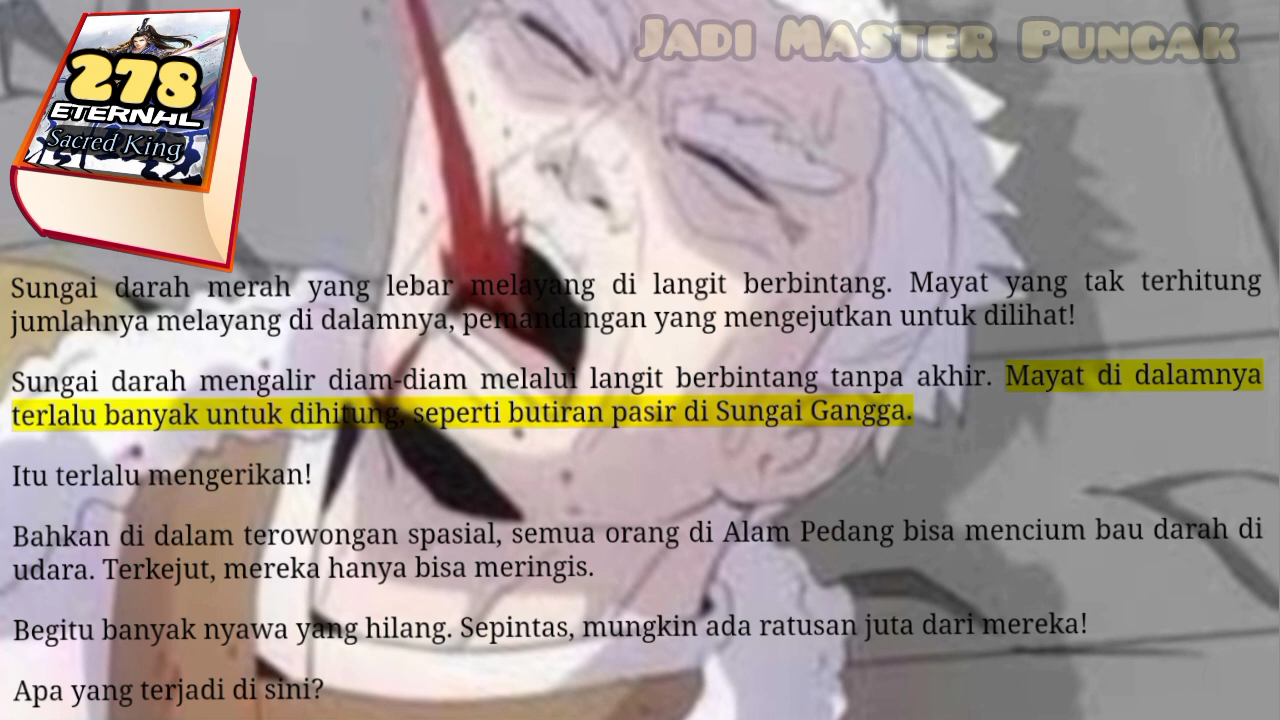 Jadi Master Puncak
278
ETERNAL
Sacred King
Sungai darah merah yang lebar melayang di langit berbintang. Mayat yang tak terhitung
jumlahnya melayang di dalamnya, pemandangan yang mengejutkan untuk dilihat!
Sungai darah mengalir diam-diam melalui langit berbintang tanpa akhir. Mayat di dalamnya
terlalu banyak untuk dihitung, seperti butiran pasir di Sungai Gangga.
Itu terlalu mengerikan!
Bahkan di dalam terowongan spasial, semua orang di Alam Pedang bisa mencium bau darah di
udara. Terkejut, mereka hanya bisa meringis.
Begitu banyak nyawa yang hilang. Sepintas, mungkin ada ratusan juta dari mereka!
Apa yang terjadi di sini?